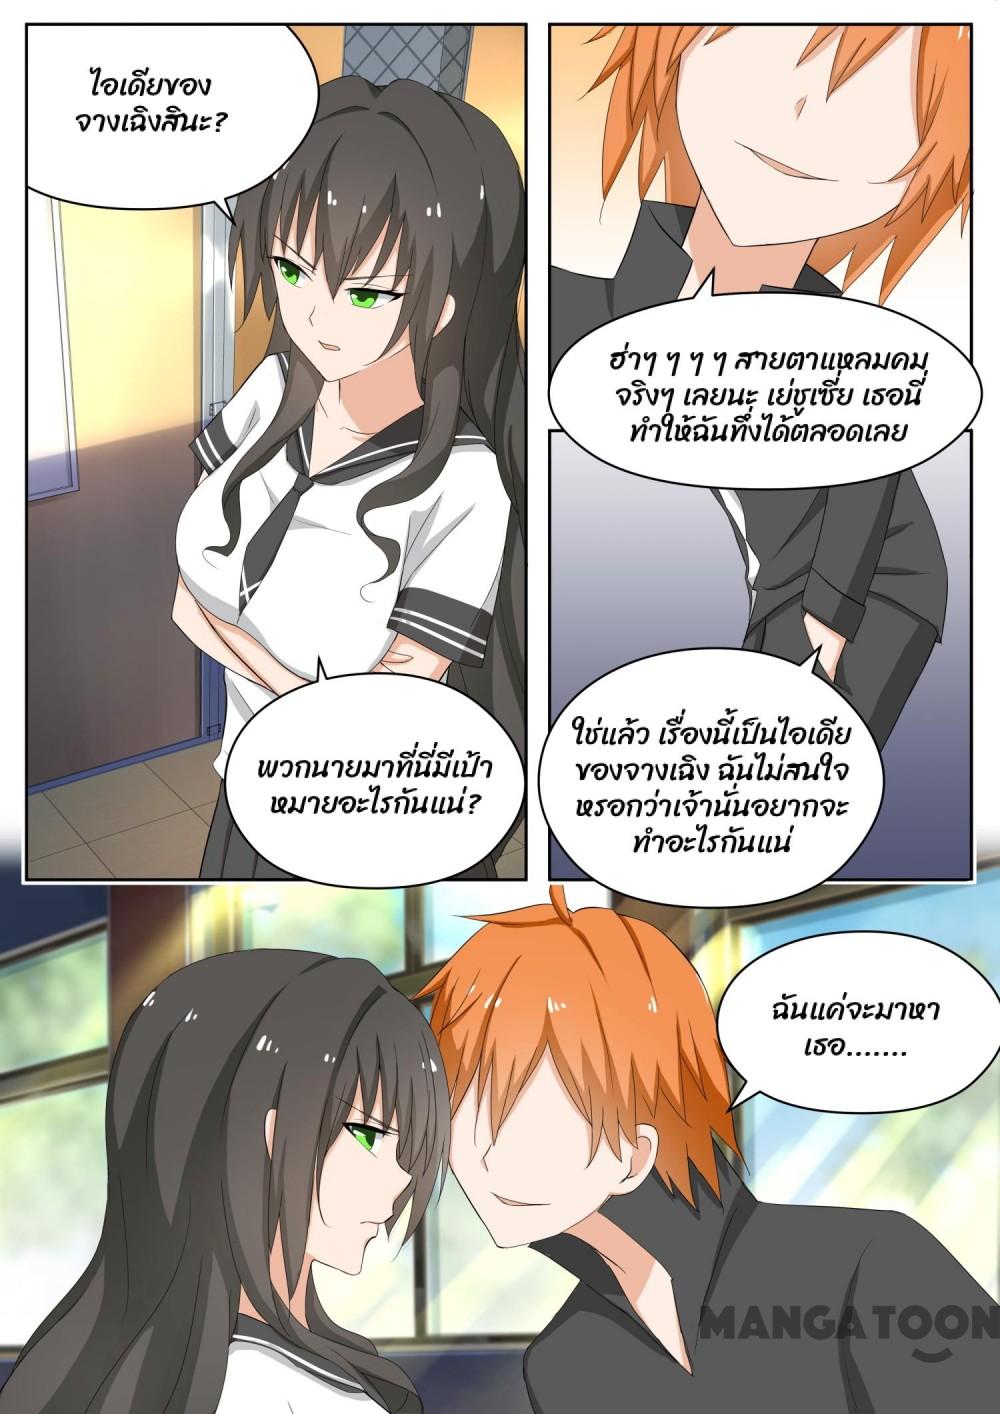 ไอเดียของ
จางเฉิงสินะ?
พวกนายมาที่นี่มีเป้า
หมายอะไรกันแน่?
ฮ่าๆ ๆ ๆ ๆ สายตาแหลมคม
จริงๆ เลยนะ เย่ชูเซี่ย เธอนี่
ทำให้ฉันทึ่งได้ตลอดเลย
ใช่แล้ว เรื่องนี้เป็นไอเดีย
ของจางเฉิง ฉันไม่สนใจ
หรอกว่าเจ้านั่นอยากจะ
ทำอะไรกันแน่
ฉันแค่จะมาหา
เธอ.......
MANGATOON